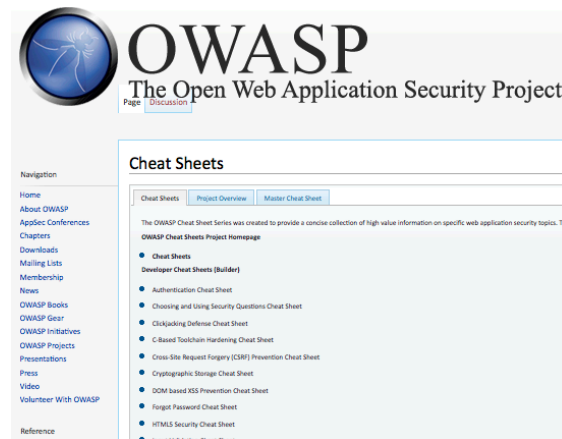 OWASP
The Open Web Application Security Project
Page Discussion
Cheat Sheets
Navigation
Home
About OWASP
AppSec Conferences
Chapters
Downloads
Mailing Lists
Membership
News
OWASP Books
OWASP Gear
OWASP Initiatives
OWASP Projects
Presentations
Press
Video
Volunteer With OWASP
Reference
Cheat Sheets Project Overview Master Cheat Sheet
The OWASP Cheat Sheet Series was created to provide a concise collection of high value information on specific web application security topics. T
OWASP Cheat Sheets Project Homepage
Cheat Sheets
Developer Cheat Sheets (Builder)
Authentication Cheat Sheet
Choosing and Using Security Questions Cheat Sheet
Clickjacking Defense Cheat Sheet
C-Based Toolchain Hardening Cheat Sheet
Cross-Site Request Forgery (CSRF) Prevention Cheat Sheet
Cryptographic Storage Cheat Sheet
DOM based XSS Prevention Cheat Sheet
Forgot Password Cheat Sheet
HTML5 Security Cheat Sheet